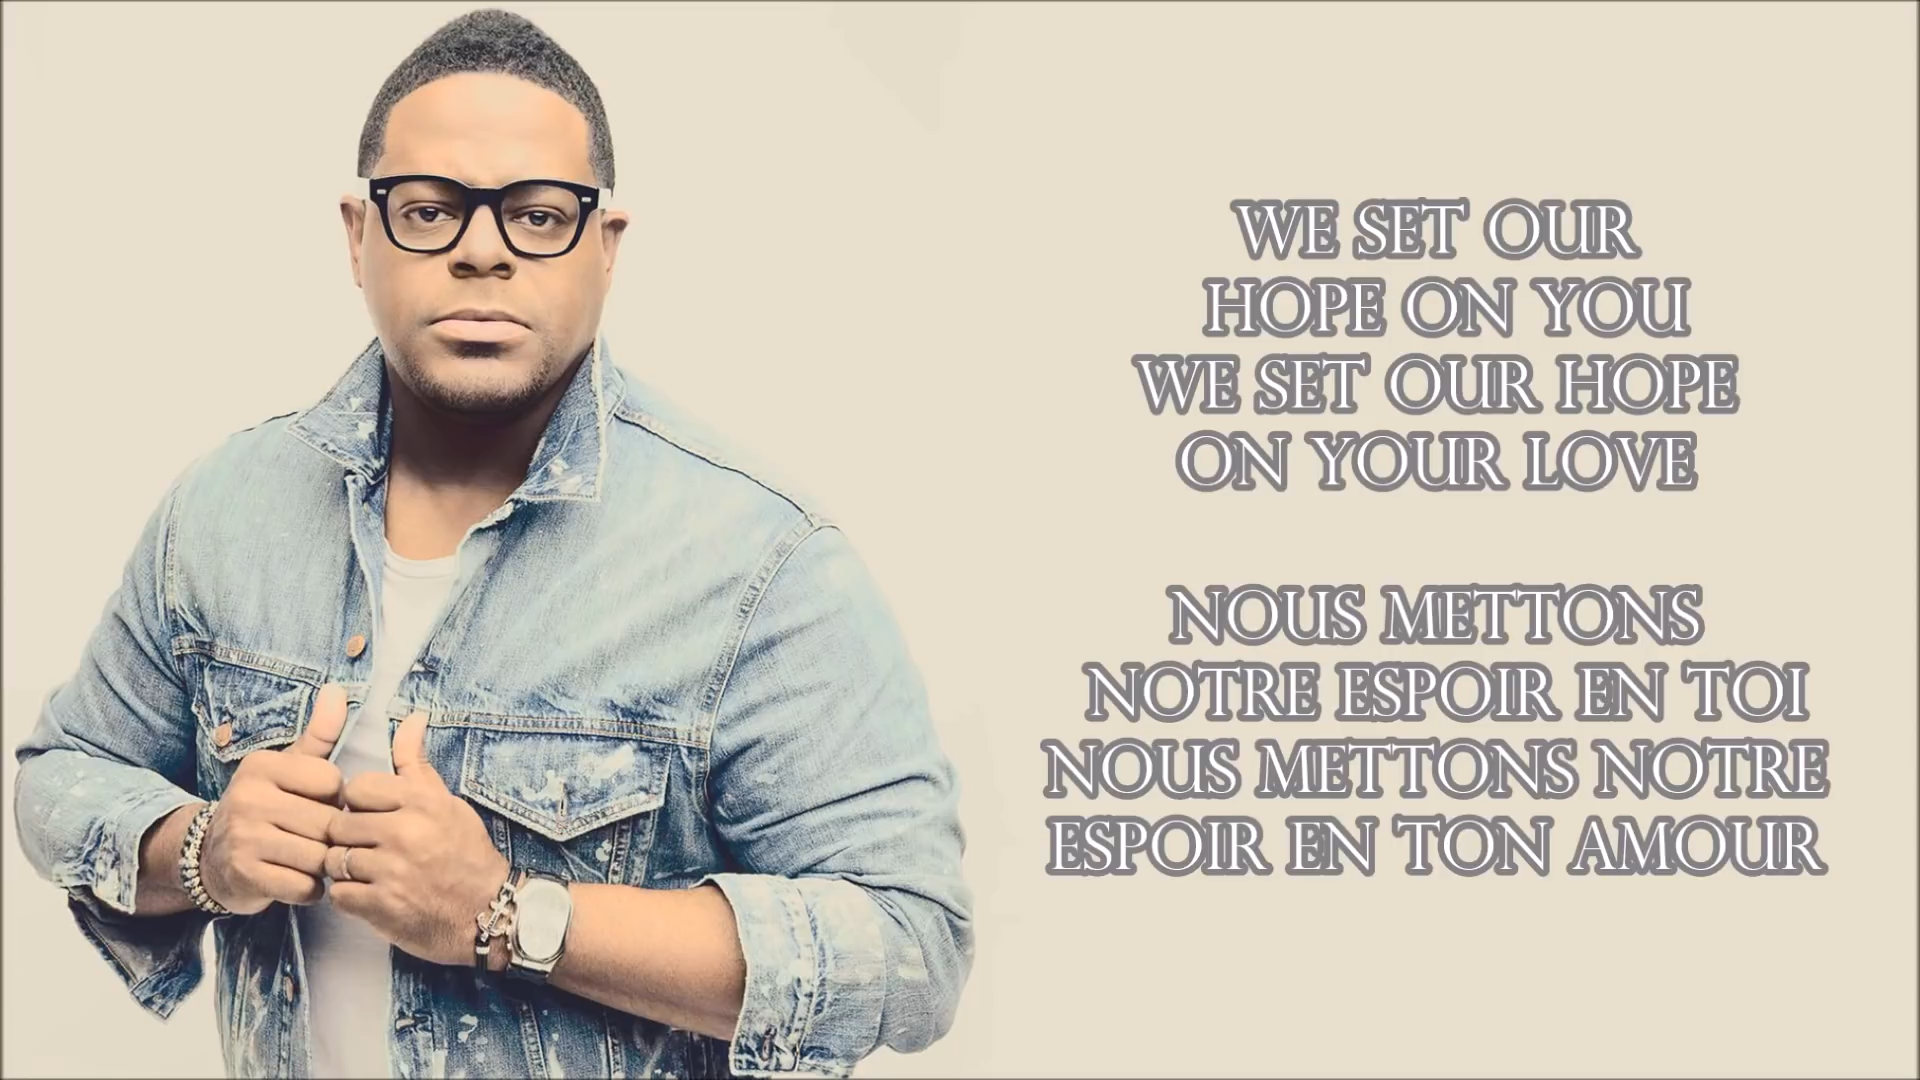 WE SET OUR
HOPE ON YOU
WE SET OUR HOPE
ON YOUR LOVE
NOUS METTONS
NOTRE ESPOIR EN TOI
NOUS METTONS NOTRE
ESPOIR EN TON AMOUR